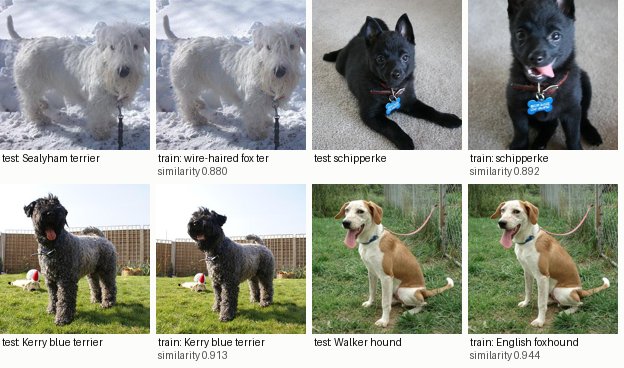 test: Sealyham terrier
train: wire-haired fox ter
similarity 0.880
test: schipperke
train: schipperke
similarity 0.892
test: Kerry blue terrier
train: Kerry blue terrier
similarity 0.913
test: Walker hound
train: English foxhound
similarity 0.944